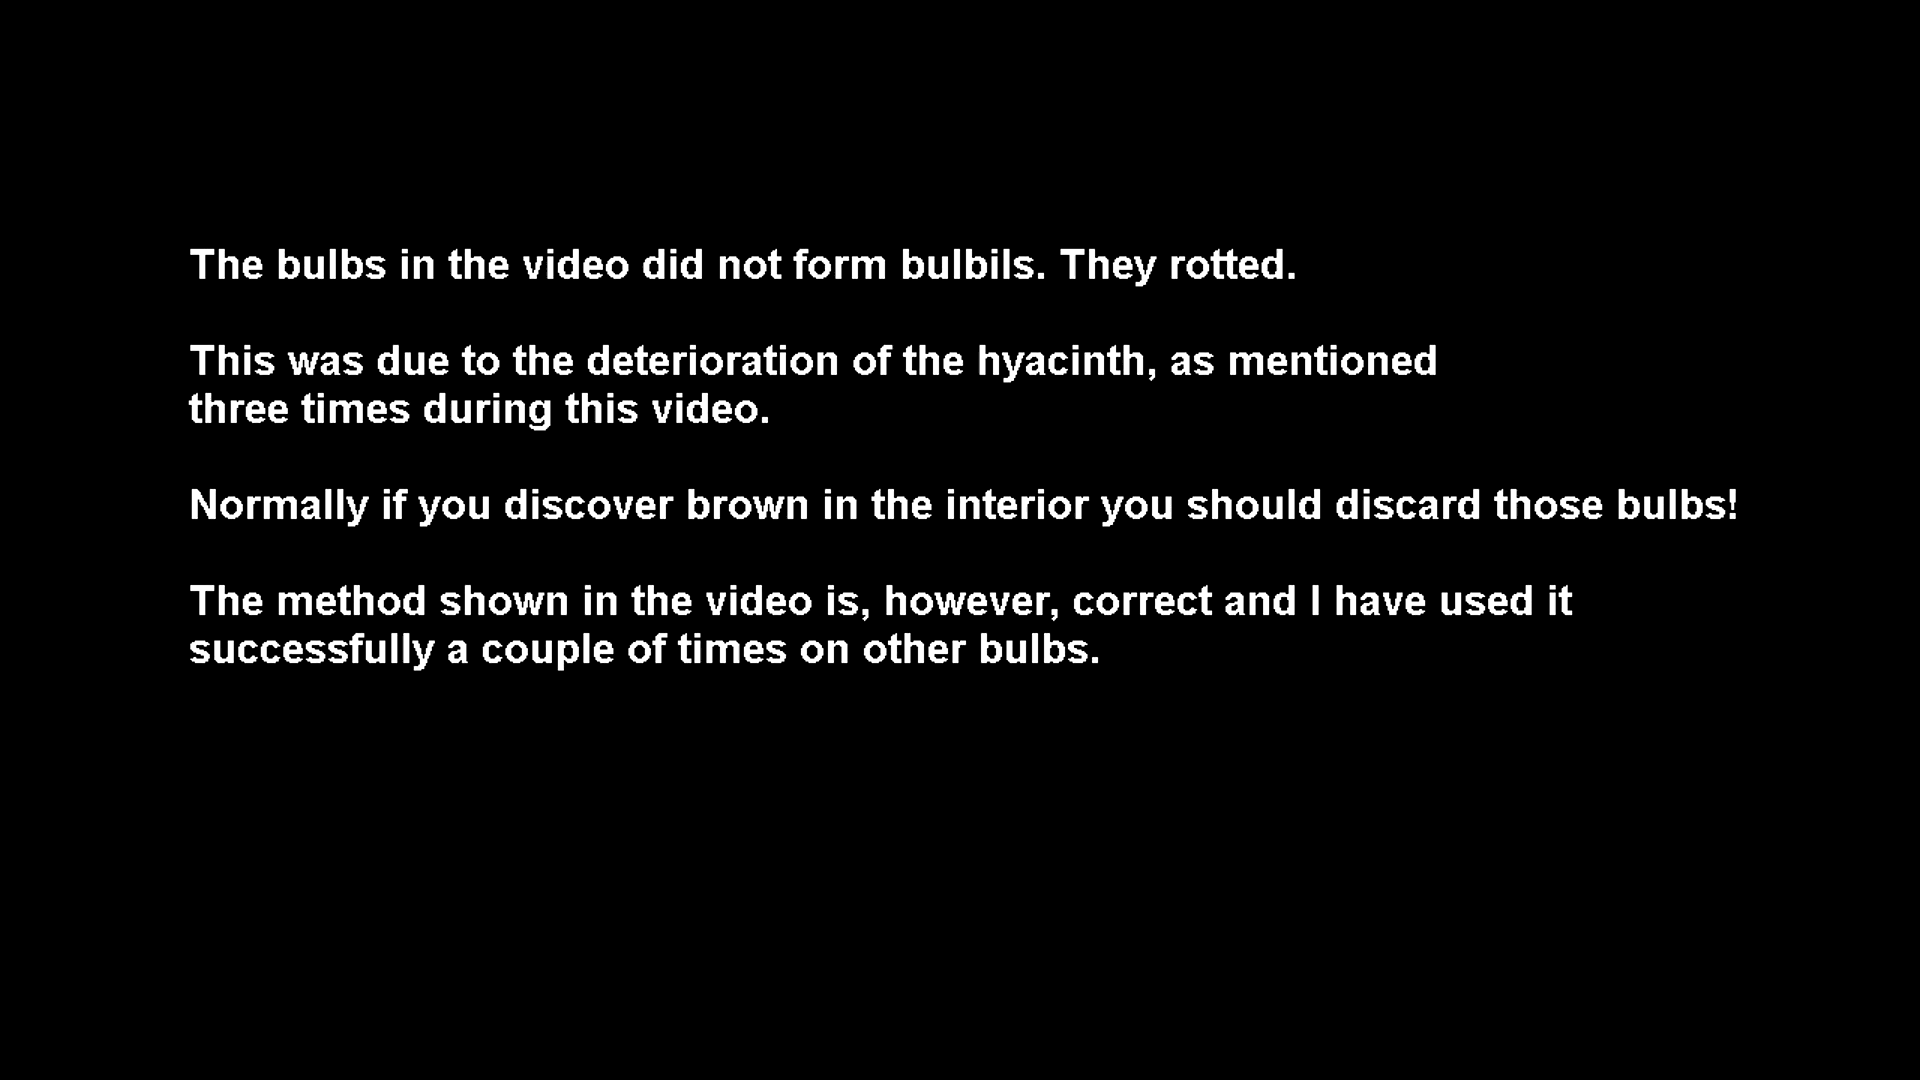 The bulbs in the video did not form bulbils. They rotted.
This was due to the deterioration of the hyacinth, as mentioned
three times during this video.
Normally if you discover brown in the interior you should discard those bulbs!
The method shown in the video is, however, correct and I have used it
successfully a couple of times on other bulbs.